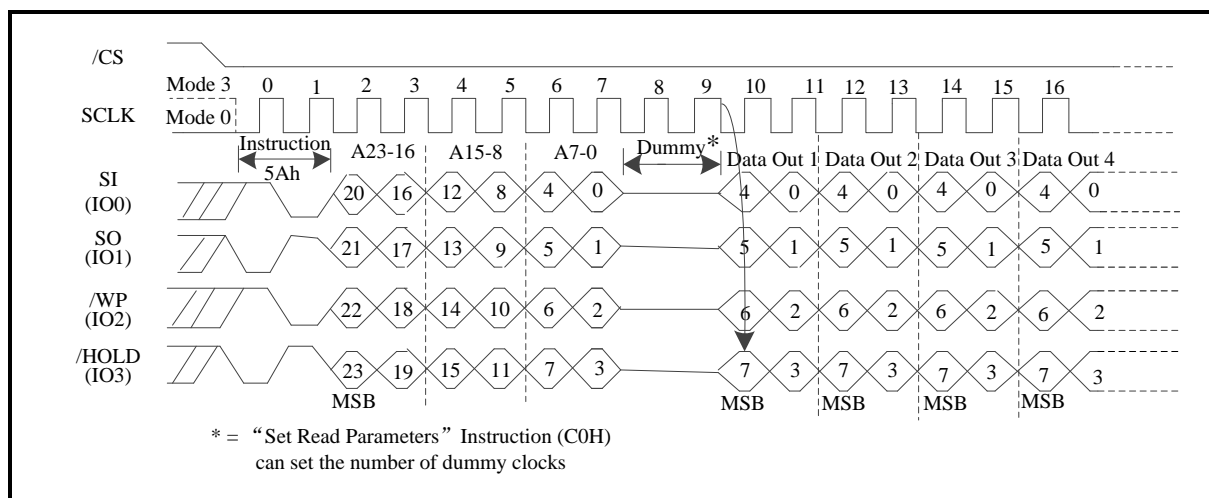 /CS
Mode 3 0 1 2 3 4 5 6 7 8 9 10 11 12 13 14 15 16
SCLK Mode 0
Instruction A23-16 A15-8 A7-0 Dummy* Data Out 1 Data Out 2 Data Out 3 Data Out 4
5Ah
SI
(IO0) 20 16 12 8 4 0 4 0 4 0 4 0 4 0
SO
(IO1) 21 17 13 9 5 1 5 1 5 1 5 1 5 1
/WP
(IO2) 22 18 14 10 6 2 6 2 6 2 6 2 6 2
/HOLD
(IO3) 23 19 15 11 7 3 7 3 7 3 7 3 7 3
MSB MSB MSB MSB MSB
* = “Set Read Parameters” Instruction (C0H)
can set the number of dummy clocks